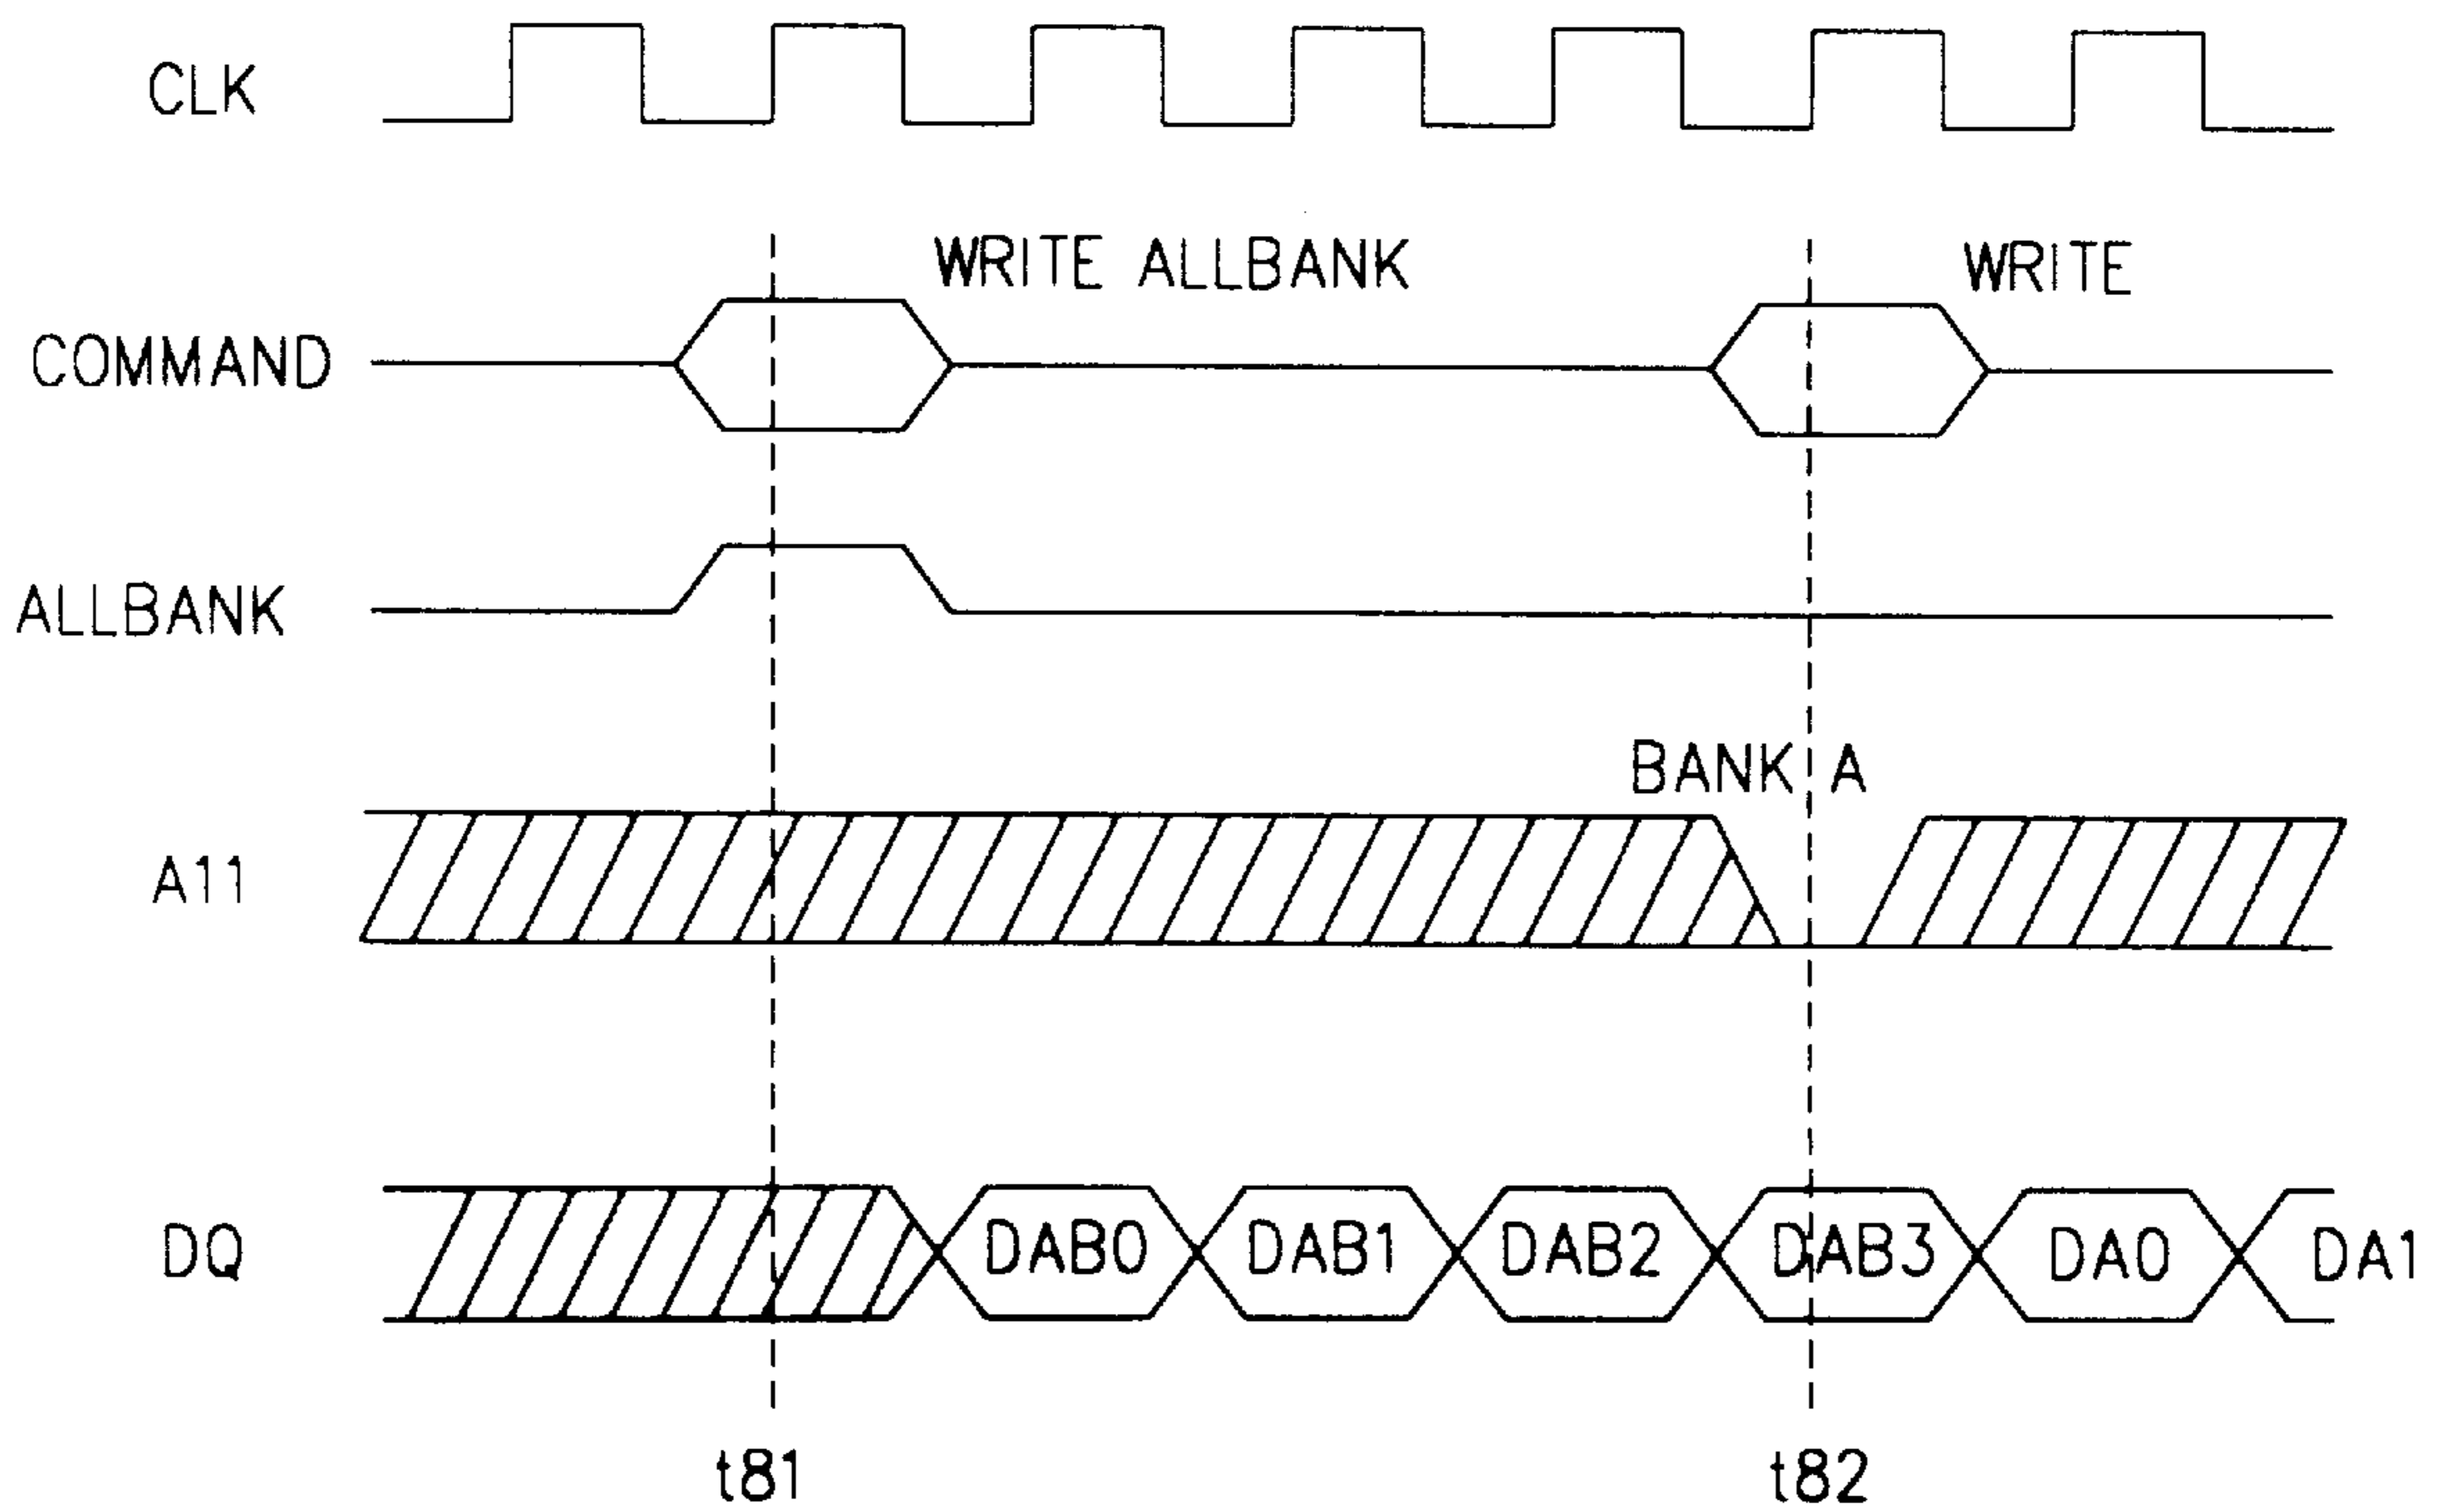 CLK
WRITE ALLBANK
WRITE
COMMAND
ALLBANK
BANK A
A11
DQ
DAB0
DAB1
DAB2
DAB3
DA0
DA1
t81
t82